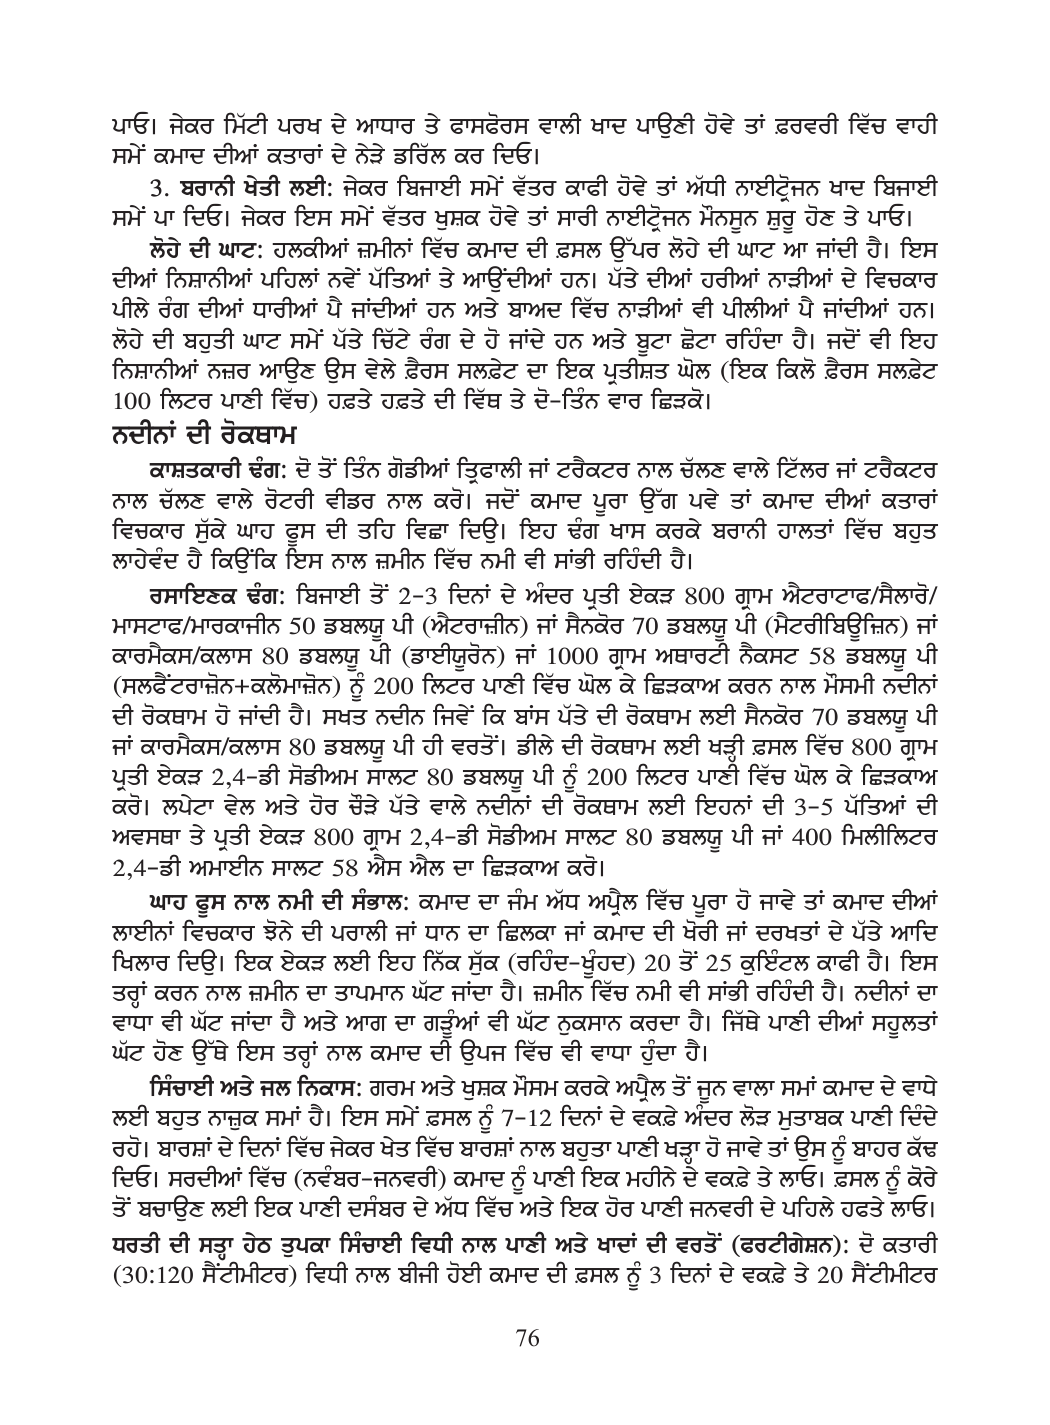 ਪਾਓ। ਜੇਕਰ ਮਿੱਟੀ ਪਰਖ ਦੇ ਆਧਾਰ ਤੇ ਫਾਸਫੋਰਸ ਵਾਲੀ ਖਾਦ ਪਾਉਣੀ ਹੋਵੇ ਤਾਂ ਫ਼ਰਵਰੀ ਵਿੱਚ ਵਾਹੀ
ਸਮੇਂ ਕਮਾਦ ਦੀਆਂ ਕਤਾਰਾਂ ਦੇ ਨੇੜੇ ਡਰਿੱਲ ਕਰ ਦਿਓ।
3. ਬਰਾਨੀ ਖੇਤੀ ਲਈ: ਜੇਕਰ ਬਿਜਾਈ ਸਮੇਂ ਵੱਤਰ ਕਾਫੀ ਹੋਵੇ ਤਾਂ ਅੱਧੀ ਨਾਈਟ੍ਰੋਜਨ ਖਾਦ ਬਿਜਾਈ
ਸਮੇਂ ਪਾ ਦਿਓ। ਜੇਕਰ ਇਸ ਸਮੇਂ ਵੱਤਰ ਖੁਸ਼ਕ ਹੋਵੇ ਤਾਂ ਸਾਰੀ ਨਾਈਟ੍ਰੋਜਨ ਮੌਨਸੂਨ ਸ਼ੁਰੂ ਹੋਣ ਤੇ ਪਾਓ।
ਲੋਹੇ ਦੀ ਘਾਟ: ਹਲਕੀਆਂ ਜ਼ਮੀਨਾਂ ਵਿੱਚ ਕਮਾਦ ਦੀ ਫ਼ਸਲ ਉੱਪਰ ਲੋਹੇ ਦੀ ਘਾਟ ਆ ਜਾਂਦੀ ਹੈ। ਇਸ
ਦੀਆਂ ਨਿਸ਼ਾਨੀਆਂ ਪਹਿਲਾਂ ਨਵੇਂ ਪੱਤਿਆਂ ਤੇ ਆਉਂਦੀਆਂ ਹਨ। ਪੱਤੇ ਦੀਆਂ ਹਰੀਆਂ ਨਾੜੀਆਂ ਦੇ ਵਿਚਕਾਰ
ਪੀਲੇ ਰੰਗ ਦੀਆਂ ਧਾਰੀਆਂ ਪੈ ਜਾਂਦੀਆਂ ਹਨ ਅਤੇ ਬਾਅਦ ਵਿੱਚ ਨਾੜੀਆਂ ਵੀ ਪੀਲੀਆਂ ਪੈ ਜਾਂਦੀਆਂ ਹਨ।
ਲੋਹੇ ਦੀ ਬਹੁਤੀ ਘਾਟ ਸਮੇਂ ਪੱਤੇ ਚਿੱਟੇ ਰੰਗ ਦੇ ਹੋ ਜਾਂਦੇ ਹਨ ਅਤੇ ਬੂਟਾ ਛੋਟਾ ਰਹਿੰਦਾ ਹੈ। ਜਦੋਂ ਵੀ ਇਹ
ਨਿਸ਼ਾਨੀਆਂ ਨਜ਼ਰ ਆਉਣ ਉਸ ਵੇਲੇ ਫ਼ੈਰਸ ਸਲਫ਼ੇਟ ਦਾ ਇਕ ਪ੍ਰਤੀਸ਼ਤ ਘੋਲ (ਇਕ ਕਿਲੋ ਫ਼ੈਰਸ ਸਲਫ਼ੇਟ
100 ਲਿਟਰ ਪਾਣੀ ਵਿੱਚ) ਹਫ਼ਤੇ ਹਫ਼ਤੇ ਦੀ ਵਿੱਥ ਤੇ ਦੋ-ਤਿੰਨ ਵਾਰ ਛਿੜਕੋ।
ਨਦੀਨਾਂ ਦੀ ਰੋਕਥਾਮ
ਕਾਸ਼ਤਕਾਰੀ ਢੰਗ: ਦੋ ਤੋਂ ਤਿੰਨ ਗੋਡੀਆਂ ਤ੍ਰਿਫਾਲੀ ਜਾਂ ਟਰੈਕਟਰ ਨਾਲ ਚੱਲਣ ਵਾਲੇ ਟਿੱਲਰ ਜਾਂ ਟਰੈਕਟਰ
ਨਾਲ ਚੱਲਣ ਵਾਲੇ ਰੋਟਰੀ ਵੀਡਰ ਨਾਲ ਕਰੋ। ਜਦੋਂ ਕਮਾਦ ਪੂਰਾ ਉੱਗ ਪਵੇ ਤਾਂ ਕਮਾਦ ਦੀਆਂ ਕਤਾਰਾਂ
ਵਿਚਕਾਰ ਸੁੱਕੇ ਘਾਹ ਫੂਸ ਦੀ ਤਹਿ ਵਿਛਾ ਦਿਉ। ਇਹ ਢੰਗ ਖਾਸ ਕਰਕੇ ਬਰਾਨੀ ਹਾਲਤਾਂ ਵਿੱਚ ਬਹੁਤ
ਲਾਹੇਵੰਦ ਹੈ ਕਿਉਂਕਿ ਇਸ ਨਾਲ ਜ਼ਮੀਨ ਵਿੱਚ ਨਮੀ ਵੀ ਸਾਂਭੀ ਰਹਿੰਦੀ ਹੈ।
ਰਸਾਇਣਕ ਢੰਗ: ਬਿਜਾਈ ਤੋਂ 2-3 ਦਿਨਾਂ ਦੇ ਅੰਦਰ ਪ੍ਰਤੀ ਏਕੜ 800 ਗ੍ਰਾਮ ਐਟਰਾਟਾਫ/ਸੈਲਾਰੋ/
ਮਾਸਟਾਫ/ਮਾਰਕਾਜੀਨ 50 ਡਬਲਯੂ ਪੀ (ਐਟਰਾਜ਼ੀਨ) ਜਾਂ ਸੈਨਕੋਰ 70 ਡਬਲਯੂ ਪੀ (ਮੈਟਰੀਬਿਊਜ਼ਿਨ) ਜਾਂ
ਕਾਰਮੈਕਸ/ਕਲਾਸ 80 ਡਬਲਯੂ ਪੀ (ਡਾਈਯੂਰੋਨ) ਜਾਂ 1000 ਗ੍ਰਾਮ ਅਥਾਰਟੀ ਨੈਕਸਟ 58 ਡਬਲਯੂ ਪੀ
(ਸਲਫੈਂਟਰਾਜ਼ੋਨ+ਕਲੋਮਾਜ਼ੋਨ) ਨੂੰ 200 ਲਿਟਰ ਪਾਣੀ ਵਿੱਚ ਘੋਲ ਕੇ ਛਿੜਕਾਅ ਕਰਨ ਨਾਲ ਮੌਸਮੀ ਨਦੀਨਾਂ
ਦੀ ਰੋਕਥਾਮ ਹੋ ਜਾਂਦੀ ਹੈ। ਸਖਤ ਨਦੀਨ ਜਿਵੇਂ ਕਿ ਬਾਂਸ ਪੱਤੇ ਦੀ ਰੋਕਥਾਮ ਲਈ ਸੈਨਕੋਰ 70 ਡਬਲਯੂ ਪੀ
ਜਾਂ ਕਾਰਮੈਕਸ/ਕਲਾਸ 80 ਡਬਲਯੂ ਪੀ ਹੀ ਵਰਤੋਂ। ਡੀਲੇ ਦੀ ਰੋਕਥਾਮ ਲਈ ਖੜ੍ਹੀ ਫ਼ਸਲ ਵਿੱਚ 800 ਗ੍ਰਾਮ
ਪ੍ਰਤੀ ਏਕੜ 2,4-ਡੀ ਸੋਡੀਅਮ ਸਾਲਟ 80 ਡਬਲਯੂ ਪੀ ਨੂੰ 200 ਲਿਟਰ ਪਾਣੀ ਵਿੱਚ ਘੋਲ ਕੇ ਛਿੜਕਾਅ
ਕਰੋ। ਲਪੇਟਾ ਵੇਲ ਅਤੇ ਹੋਰ ਚੌੜੇ ਪੱਤੇ ਵਾਲੇ ਨਦੀਨਾਂ ਦੀ ਰੋਕਥਾਮ ਲਈ ਇਹਨਾਂ ਦੀ 3-5 ਪੱਤਿਆਂ ਦੀ
ਅਵਸਥਾ ਤੇ ਪ੍ਰਤੀ ਏਕੜ 800 ਗ੍ਰਾਮ 2,4-ਡੀ ਸੋਡੀਅਮ ਸਾਲਟ 80 ਡਬਲਯੂ ਪੀ ਜਾਂ 400 ਮਿਲੀਲਿਟਰ
2,4-ਡੀ ਅਮਾਈਨ ਸਾਲਟ 58 ਐਸ ਐਲ ਦਾ ਛਿੜਕਾਅ ਕਰੋ।
ਘਾਹ ਫੂਸ ਨਾਲ ਨਮੀ ਦੀ ਸੰਭਾਲ: ਕਮਾਦ ਦਾ ਜੰਮ ਅੱਧ ਅਪ੍ਰੈਲ ਵਿੱਚ ਪੂਰਾ ਹੋ ਜਾਵੇ ਤਾਂ ਕਮਾਦ ਦੀਆਂ
ਲਾਈਨਾਂ ਵਿਚਕਾਰ ਝੋਨੇ ਦੀ ਪਰਾਲੀ ਜਾਂ ਧਾਨ ਦਾ ਛਿਲਕਾ ਜਾਂ ਕਮਾਦ ਦੀ ਖੋਰੀ ਜਾਂ ਦਰਖਤਾਂ ਦੇ ਪੱਤੇ ਆਦਿ
ਖਿਲਾਰ ਦਿਉ। ਇਕ ਏਕੜ ਲਈ ਇਹ ਨਿੱਕ ਸੁੱਕ (ਰਹਿੰਦ-ਖੂੰਹਦ) 20 ਤੋਂ 25 ਕੁਇੰਟਲ ਕਾਫੀ ਹੈ। ਇਸ
ਤਰ੍ਹਾਂ ਕਰਨ ਨਾਲ ਜ਼ਮੀਨ ਦਾ ਤਾਪਮਾਨ ਘੱਟ ਜਾਂਦਾ ਹੈ। ਜ਼ਮੀਨ ਵਿੱਚ ਨਮੀ ਵੀ ਸਾਂਭੀ ਰਹਿੰਦੀ ਹੈ। ਨਦੀਨਾਂ ਦਾ
ਵਾਧਾ ਵੀ ਘੱਟ ਜਾਂਦਾ ਹੈ ਅਤੇ ਆਗ ਦਾ ਗੜੂੰਆਂ ਵੀ ਘੱਟ ਨੁਕਸਾਨ ਕਰਦਾ ਹੈ। ਜਿੱਥੇ ਪਾਣੀ ਦੀਆਂ ਸਹੂਲਤਾਂ
ਘੱਟ ਹੋਣ ਉੱਥੇ ਇਸ ਤਰ੍ਹਾਂ ਨਾਲ ਕਮਾਦ ਦੀ ਉਪਜ ਵਿੱਚ ਵੀ ਵਾਧਾ ਹੁੰਦਾ ਹੈ।
ਸਿੰਚਾਈ ਅਤੇ ਜਲ ਨਿਕਾਸ: ਗਰਮ ਅਤੇ ਖੁਸ਼ਕ ਮੌਸਮ ਕਰਕੇ ਅਪ੍ਰੈਲ ਤੋਂ ਜੂਨ ਵਾਲਾ ਸਮਾਂ ਕਮਾਦ ਦੇ ਵਾਧੇ
ਲਈ ਬਹੁਤ ਨਾਜ਼ੁਕ ਸਮਾਂ ਹੈ। ਇਸ ਸਮੇਂ ਫ਼ਸਲ ਨੂੰ 7-12 ਦਿਨਾਂ ਦੇ ਵਕਫ਼ੇ ਅੰਦਰ ਲੋੜ ਮੁਤਾਬਕ ਪਾਣੀ ਦਿੰਦੇ
ਰਹੋ। ਬਾਰਸ਼ਾਂ ਦੇ ਦਿਨਾਂ ਵਿੱਚ ਜੇਕਰ ਖੇਤ ਵਿੱਚ ਬਾਰਸ਼ਾਂ ਨਾਲ ਬਹੁਤਾ ਪਾਣੀ ਖੜ੍ਹਾ ਹੋ ਜਾਵੇ ਤਾਂ ਉਸ ਨੂੰ ਬਾਹਰ ਕੱਢ
ਦਿਓ। ਸਰਦੀਆਂ ਵਿੱਚ (ਨਵੰਬਰ-ਜਨਵਰੀ) ਕਮਾਦ ਨੂੰ ਪਾਣੀ ਇਕ ਮਹੀਨੇ ਦੇ ਵਕਫ਼ੇ ਤੇ ਲਾਓ। ਫ਼ਸਲ ਨੂੰ ਕੋਰੇ
ਤੋਂ ਬਚਾਉਣ ਲਈ ਇਕ ਪਾਣੀ ਦਸੰਬਰ ਦੇ ਅੱਧ ਵਿੱਚ ਅਤੇ ਇਕ ਹੋਰ ਪਾਣੀ ਜਨਵਰੀ ਦੇ ਪਹਿਲੇ ਹਫਤੇ ਲਾਓ।
ਧਰਤੀ ਦੀ ਸਤ੍ਹਾ ਹੇਠ ਤੁਪਕਾ ਸਿੰਚਾਈ ਵਿਧੀ ਨਾਲ ਪਾਣੀ ਅਤੇ ਖਾਦਾਂ ਦੀ ਵਰਤੋਂ (ਫਰਟੀਗੇਸ਼ਨ): ਦੋ ਕਤਾਰੀ
(30:120 ਸੈਂਟੀਮੀਟਰ) ਵਿਧੀ ਨਾਲ ਬੀਜੀ ਹੋਈ ਕਮਾਦ ਦੀ ਫ਼ਸਲ ਨੂੰ 3 ਦਿਨਾਂ ਦੇ ਵਕਫ਼ੇ ਤੇ 20 ਸੈਂਟੀਮੀਟਰ
76